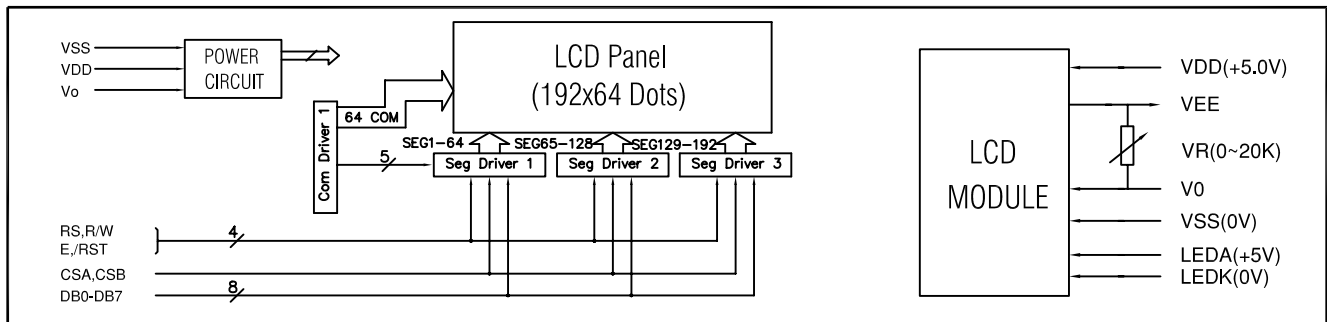 VSS
VDD
Vo
POWER
CIRCUIT
LCD Panel
(192x64 Dots)
Com Driver 1
64 COM
5
SEG1-64
SEG65-128
SEG129-192
Seg Driver 1
Seg Driver 2
Seg Driver 3
RS,R/W
E,/RST
4
CSA,CSB
DB0-DB7
8
LCD
MODULE
VDD(+5.0V)
VEE
VR(0~20K)
V0
VSS(0V)
LEDA(+5V)
LEDK(0V)